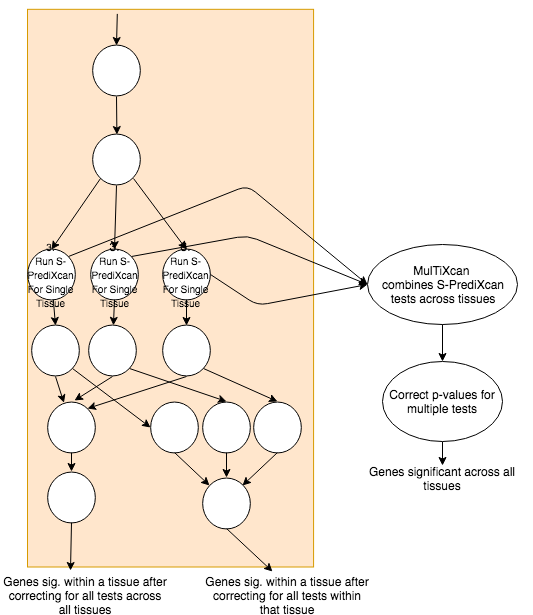 3.
Run S-
PrediXcan
For Single
Tissue
3.
Run S-
PrediXcan
For Single
Tissue
3.
Run S-
PrediXcan
For Single
Tissue
MulTiXcan
combines S-PrediXcan
tests across tissues
Correct p-values for
multiple tests
Genes significant across all
tissues
Genes sig. within a tissue after
correcting for all tests across
all tissues
Genes sig. within a tissue after
correcting for all tests within
that tissue